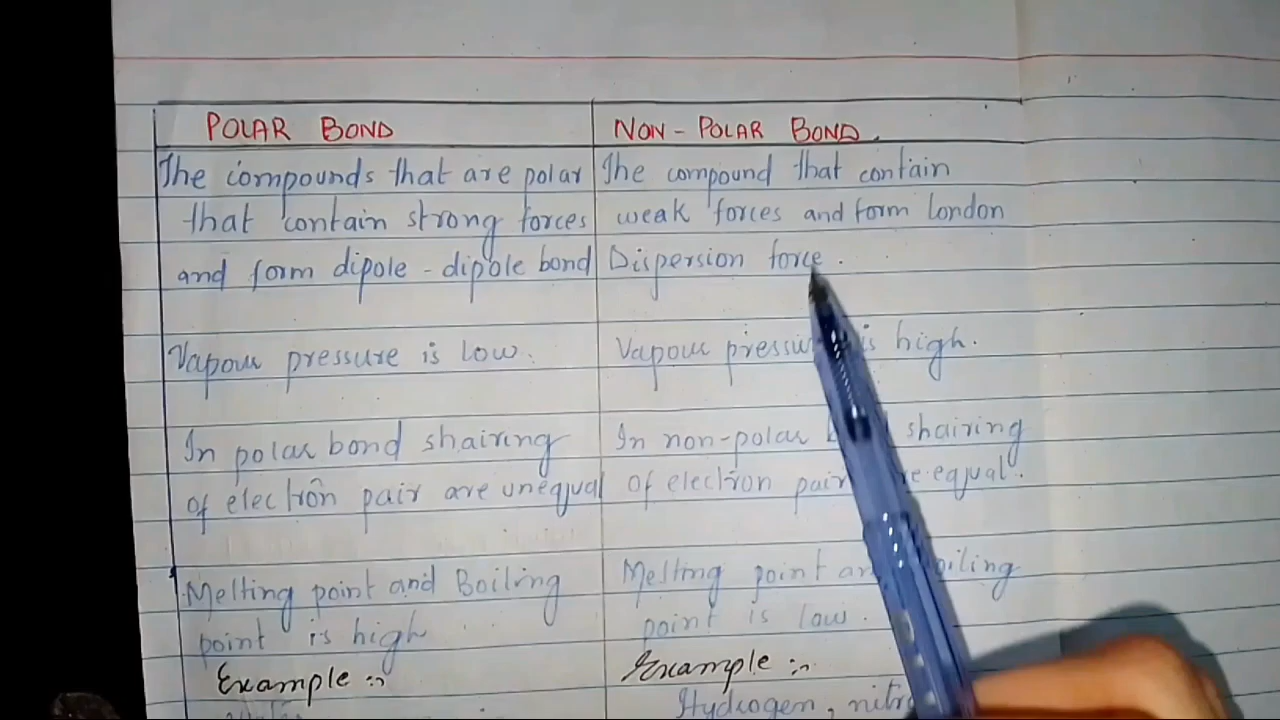 POLAR BOND
The compounds that are polar
that contain strong forces
and form dipole - dipole bond
Vapour pressure is low.
In polar bond shairing
of electron pair are unequal
Melting point and Boiling
point is high
Example :-
NON - POLAR BOND.
The compound that contain
weak forces and form london
Dispersion force.
Vapour is high.
In non-polar shairing
of electron pair equal.
Melting point
point is low.
Example :-
Hydogen,